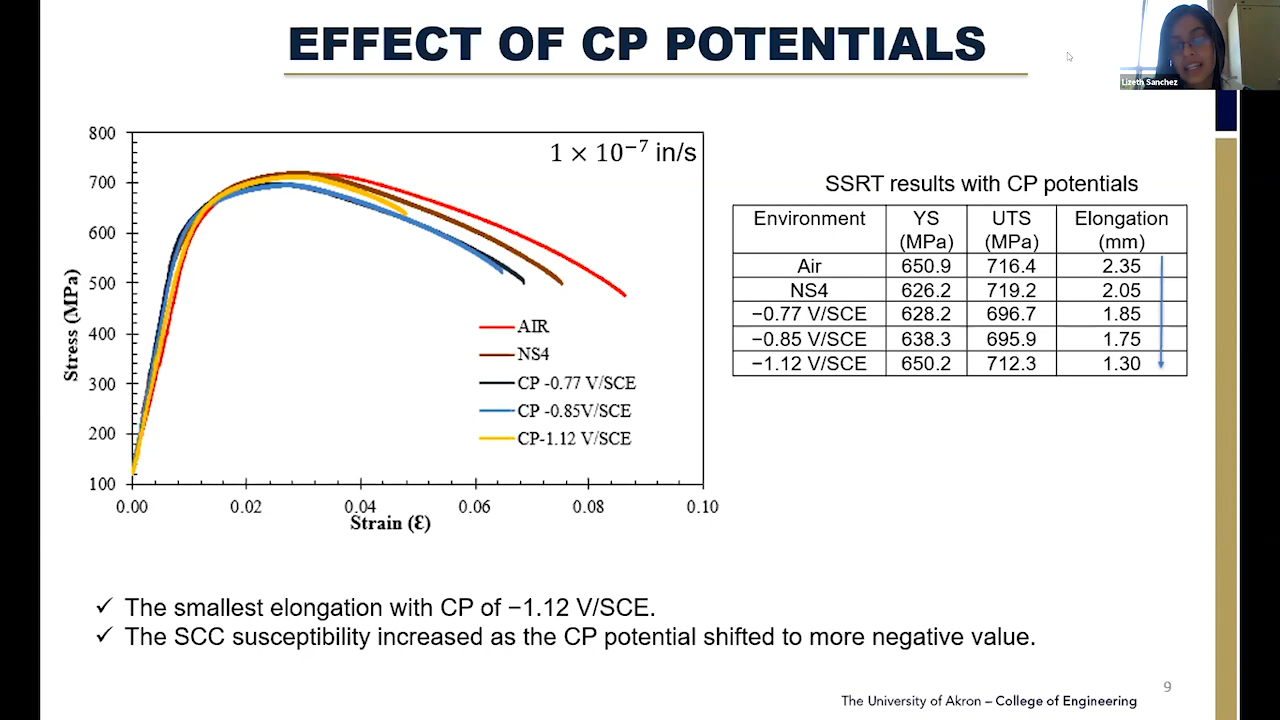 EFFECT OF CP POTENTIALS
Lizeth Sanchez
800
700
600
500
400
300
200
100
Stress (MPa)
1 × 10⁻⁷ in/s
AIR
NS4
CP -0.77 V/SCE
CP -0.85V/SCE
CP-1.12 V/SCE
0.00 0.02 0.04 0.06 0.08 0.10
Strain (Ɛ)
SSRT results with CP potentials
Environment YS (MPa) UTS (MPa) Elongation (mm)
Air 650.9 716.4 2.35
NS4 626.2 719.2 2.05
−0.77 V/SCE 628.2 696.7 1.85
−0.85 V/SCE 638.3 695.9 1.75
−1.12 V/SCE 650.2 712.3 1.30
✓ The smallest elongation with CP of −1.12 V/SCE.
✓ The SCC susceptibility increased as the CP potential shifted to more negative value.
9
The University of Akron – College of Engineering